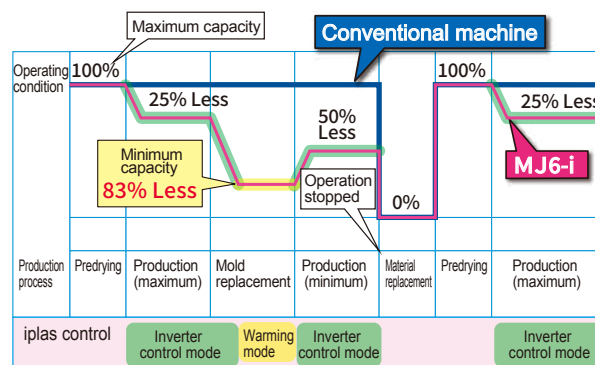 Maximum capacity
Conventional machine
Operating
condition
100%
25% Less
50%
Less
100%
25% Less
Minimum
capacity
83% Less
Operation
stopped
0%
MJ6-i
Production
process
Predrying
Production
(maximum)
Mold
replacement
Production
(minimum)
Material
replacement
Predrying
Production
(maximum)
iplas control
Inverter
control mode
Warming
mode
Inverter
control mode
Inverter
control mode